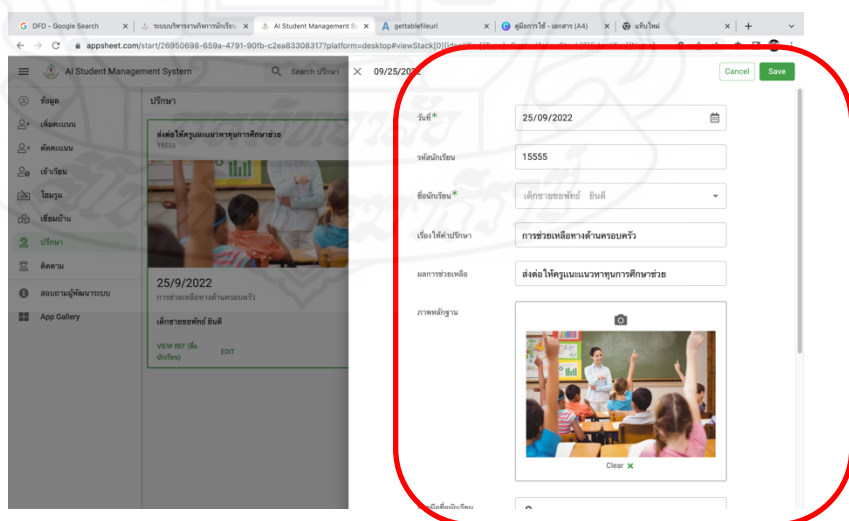 DFD - Google Search
ระบบบริหารงานกิจการนักเรียน
AI Student Management Sy
gettablefileurl
คู่มือการใช้ - เอกสาร (A4)
แท็บใหม่
appsheet.com/start/26950698-659a-4791-90fb-c2ea83308317?platform=desktop#viewStack[0]
AI Student Management System
Search ปรึกษา
09/25/2022
Cancel
Save
ข้อมูล
เพิ่มคะแนน
ตัดคะแนน
เช้าเรียน
โฮมรูม
เยี่ยมบ้าน
ปรึกษา
ติดตาม
สอบถามผู้พัฒนาระบบ
App Gallery
ปรึกษา
ส่งต่อให้ครูแนะแนวหาทุนการศึกษาช่วย
15555
25/9/2022
การช่วยเหลือทางด้านครอบครัว
เด็กชายชยพัทธ์ ยินดี
VIEW REF (ชื่อ
นักเรียน)
EDIT
วันที่*
25/09/2022
รหัสนักเรียน
15555
ชื่อนักเรียน*
เด็กชายชยพัทธ์ ยินดี
เรื่องให้คำปรึกษา
การช่วยเหลือทางด้านครอบครัว
ผลการช่วยเหลือ
ส่งต่อให้ครูแนะแนวหาทุนการศึกษาช่วย
ภาพหลักฐาน
Clear